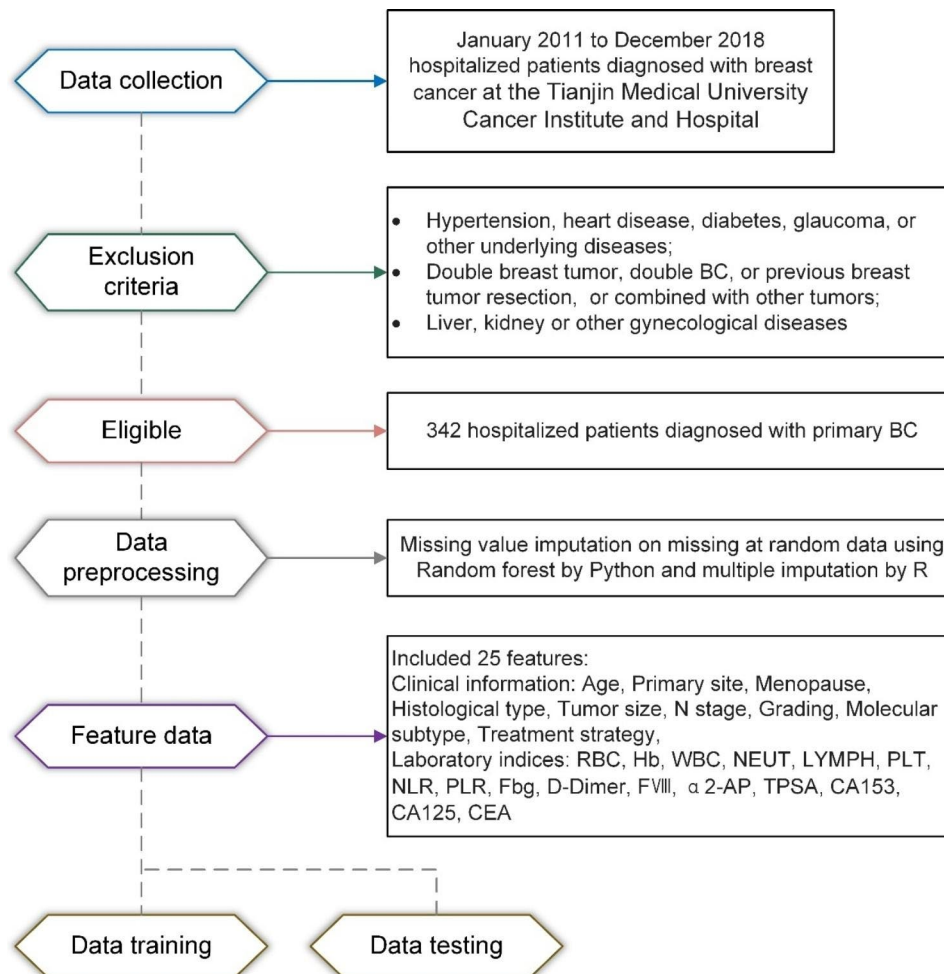 Data collection
January 2011 to December 2018
hospitalized patients diagnosed with breast
cancer at the Tianjin Medical University
Cancer Institute and Hospital
Exclusion
criteria
• Hypertension, heart disease, diabetes, glaucoma, or
other underlying diseases;
• Double breast tumor, double BC, or previous breast
tumor resection, or combined with other tumors;
• Liver, kidney or other gynecological diseases
Eligible
342 hospitalized patients diagnosed with primary BC
Data
preprocessing
Missing value imputation on missing at random data using
Random forest by Python and multiple imputation by R
Feature data
Included 25 features:
Clinical information: Age, Primary site, Menopause,
Histological type, Tumor size, N stage, Grading, Molecular
subtype, Treatment strategy,
Laboratory indices: RBC, Hb, WBC, NEUT, LYMPH, PLT,
NLR, PLR, Fbg, D-Dimer, FⅧ, α2-AP, TPSA, CA153,
CA125, CEA
Data training
Data testing